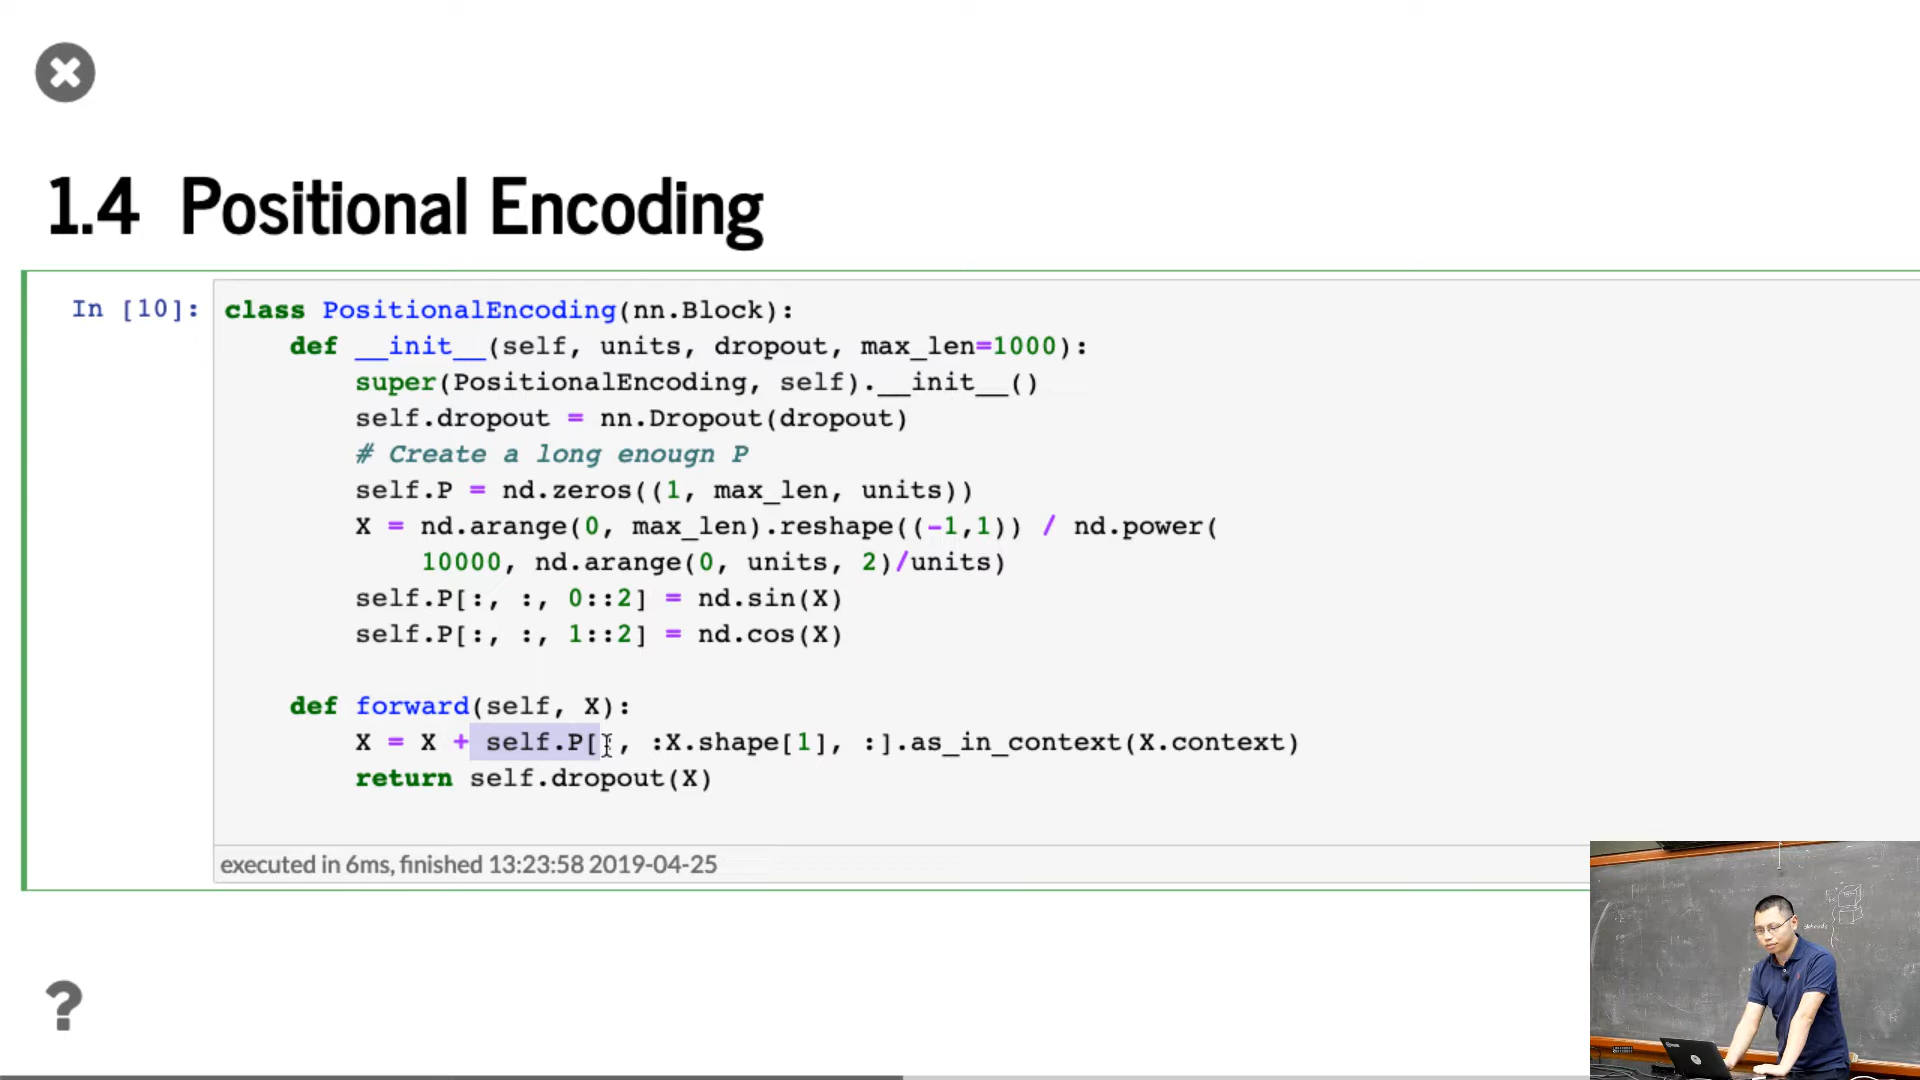 1.4 Positional Encoding
In [10]:
class PositionalEncoding(nn.Block):
    def __init__(self, units, dropout, max_len=1000):
        super(PositionalEncoding, self).__init__()
        self.dropout = nn.Dropout(dropout)
        # Create a long enougn P
        self.P = nd.zeros((1, max_len, units))
        X = nd.arange(0, max_len).reshape((-1,1)) / nd.power(
            10000, nd.arange(0, units, 2)/units)
        self.P[:, :, 0::2] = nd.sin(X)
        self.P[:, :, 1::2] = nd.cos(X)
    def forward(self, X):
        X = X + self.P[:, :X.shape[1], :].as_in_context(X.context)
        return self.dropout(X)
executed in 6ms, finished 13:23:58 2019-04-25
?